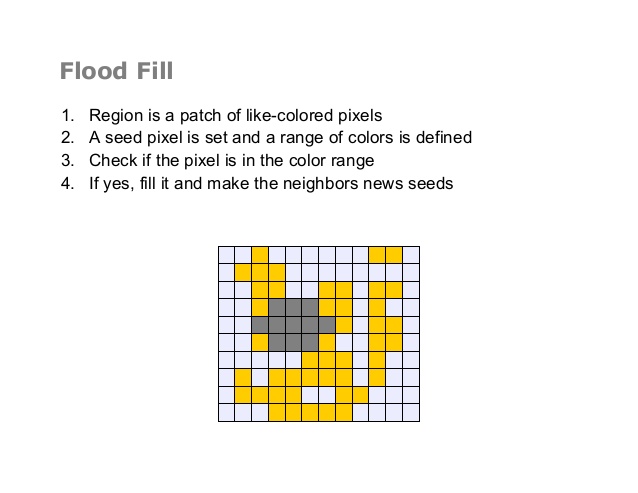 Flood Fill
1. Region is a patch of like-colored pixels
2. A seed pixel is set and a range of colors is defined
3. Check if the pixel is in the color range
4. If yes, fill it and make the neighbors news seeds